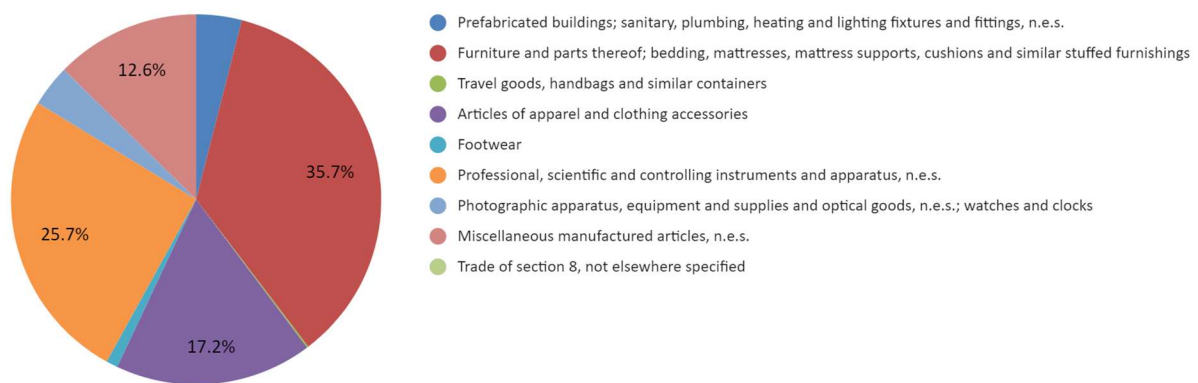 12.6%
35.7%
25.7%
17.2%
Prefabricated buildings; sanitary, plumbing, heating and lighting fixtures and fittings, n.e.s.
Furniture and parts thereof; bedding, mattresses, mattress supports, cushions and similar stuffed furnishings
Travel goods, handbags and similar containers
Articles of apparel and clothing accessories
Footwear
Professional, scientific and controlling instruments and apparatus, n.e.s.
Photographic apparatus, equipment and supplies and optical goods, n.e.s.; watches and clocks
Miscellaneous manufactured articles, n.e.s.
Trade of section 8, not elsewhere specified